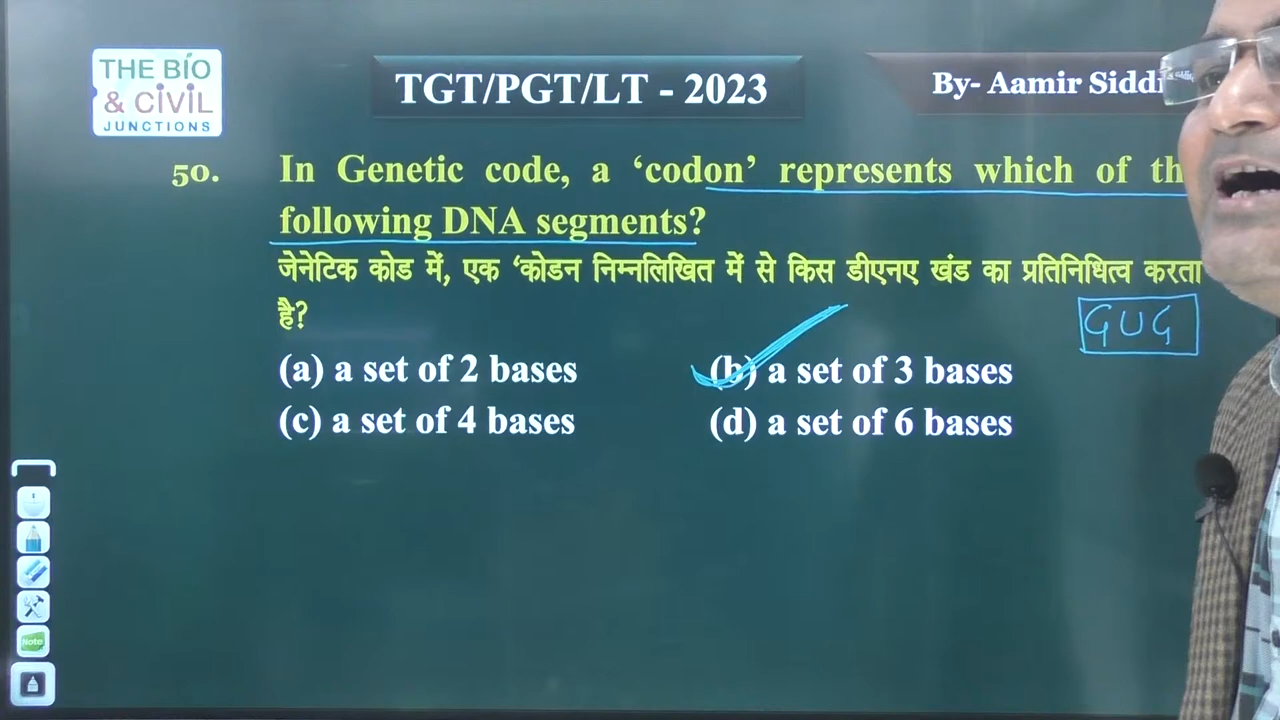 THE BIO
& CIVIL
JUNCTIONS
TGT/PGT/LT - 2023
By- Aamir
50. In Genetic code, a ‘codon’ represents which of
following DNA segments?
जेनेटिक कोड में, एक ‘कोडन निम्नलिखित में से किस डीएनए खंड का प्रतिनिधित्व करता
है?
GUG
(a) a set of 2 bases (b) a set of 3 bases
(c) a set of 4 bases (d) a set of 6 bases
Note